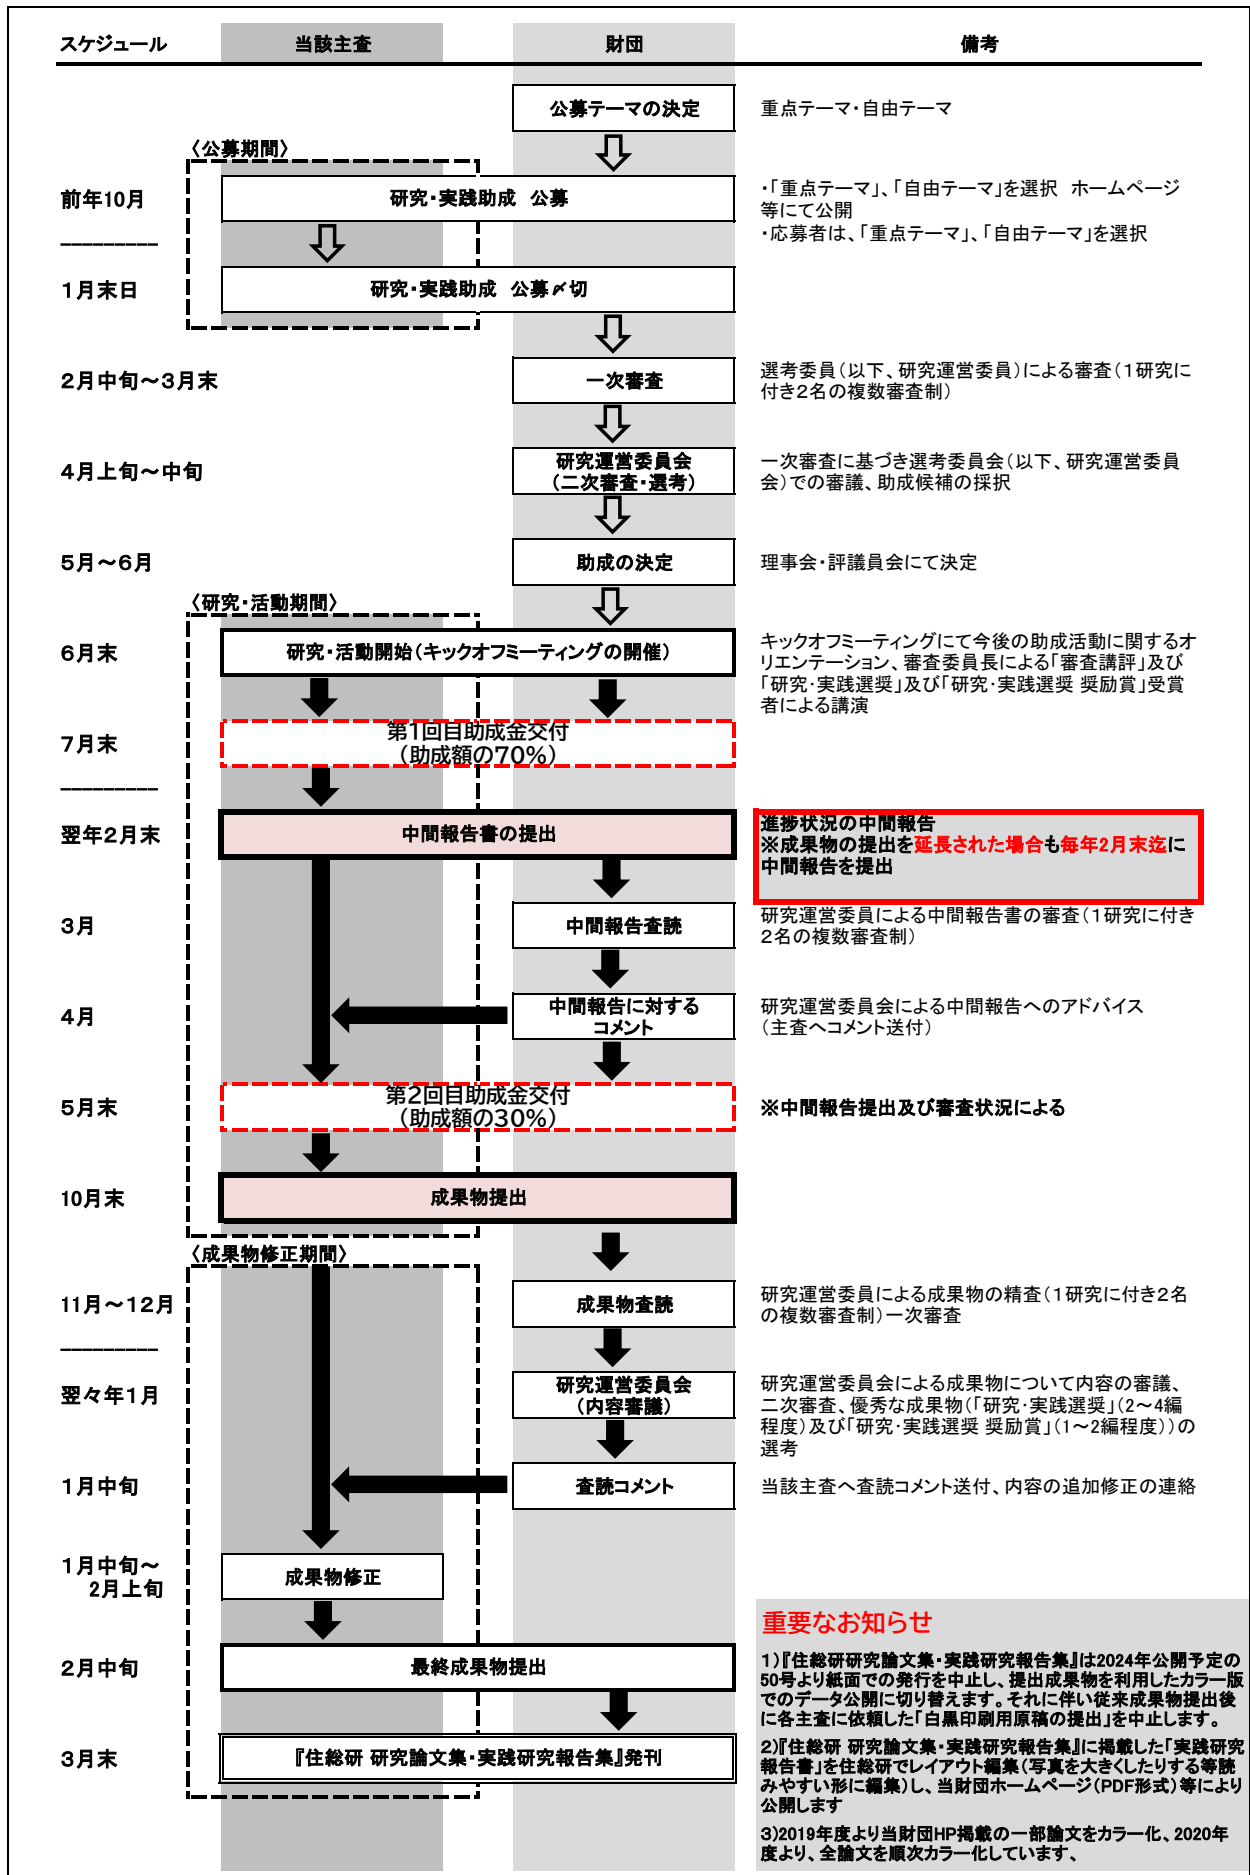 スケジュール
当該主査
財団
備考
公募テーマの決定
重点テーマ・自由テーマ
〈公募期間〉
前年10月
研究・実践助成 公募
・「重点テーマ」、「自由テーマ」を選択 ホームページ
等にて公開
・応募者は、「重点テーマ」、「自由テーマ」を選択
1月末日
研究・実践助成 公募〆切
2月中旬～3月末
一次審査
選考委員(以下、研究運営委員)による審査(1研究に
付き2名の複数審査制)
4月上旬～中旬
研究運営委員会
(二次審査・選考)
一次審査に基づき選考委員会(以下、研究運営委員
会)での審議、助成候補の採択
5月～6月
助成の決定
理事会・評議員会にて決定
〈研究・活動期間〉
6月末
研究・活動開始(キックオフミーティングの開催)
キックオフミーティングにて今後の助成活動に関するオ
リエンテーション、審査委員長による「審査講評」及び
「研究・実践選奨」及び「研究・実践選奨 奨励賞」受賞
者による講演
7月末
第1回目助成金交付
(助成額の70%)
翌年2月末
中間報告書の提出
進捗状況の中間報告
※成果物の提出を延長された場合も毎年2月末迄に
中間報告を提出
3月
中間報告査読
研究運営委員による中間報告書の審査(1研究に付き
2名の複数審査制)
4月
中間報告に対する
コメント
研究運営委員会による中間報告へのアドバイス
(主査へコメント送付)
5月末
第2回目助成金交付
(助成額の30%)
※中間報告提出及び審査状況による
10月末
成果物提出
〈成果物修正期間〉
11月～12月
成果物査読
研究運営委員による成果物の精査(1研究に付き2名
の複数審査制)一次審査
翌々年1月
研究運営委員会
(内容審議)
研究運営委員会による成果物について内容の審議、
二次審査、優秀な成果物(「研究・実践選奨」(2～4編
程度)及び「研究・実践選奨 奨励賞」(1～2編程度))の
選考
1月中旬
査読コメント
当該主査へ査読コメント送付、内容の追加修正の連絡
1月中旬～
2月上旬
成果物修正
2月中旬
最終成果物提出
3月末
『住総研 研究論文集・実践研究報告集』発刊
重要なお知らせ
1)『住総研研究論文集・実践研究報告集』は2024年公開予定の
50号より紙面での発行を中止し、提出成果物を利用したカラー版
でのデータ公開に切り替えます。それに伴い従来成果物提出後
に各主査に依頼した「白黒印刷用原稿の提出」を中止します。
2)『住総研 研究論文集・実践研究報告集』に掲載した「実践研究
報告書」を住総研でレイアウト編集(写真を大きくしたりする等読
みやすい形に編集)し、当財団ホームページ(PDF形式)等により
公開します
3)2019年度より当財団HP掲載の一部論文をカラー化、2020年
度より、全論文を順次カラー化しています、